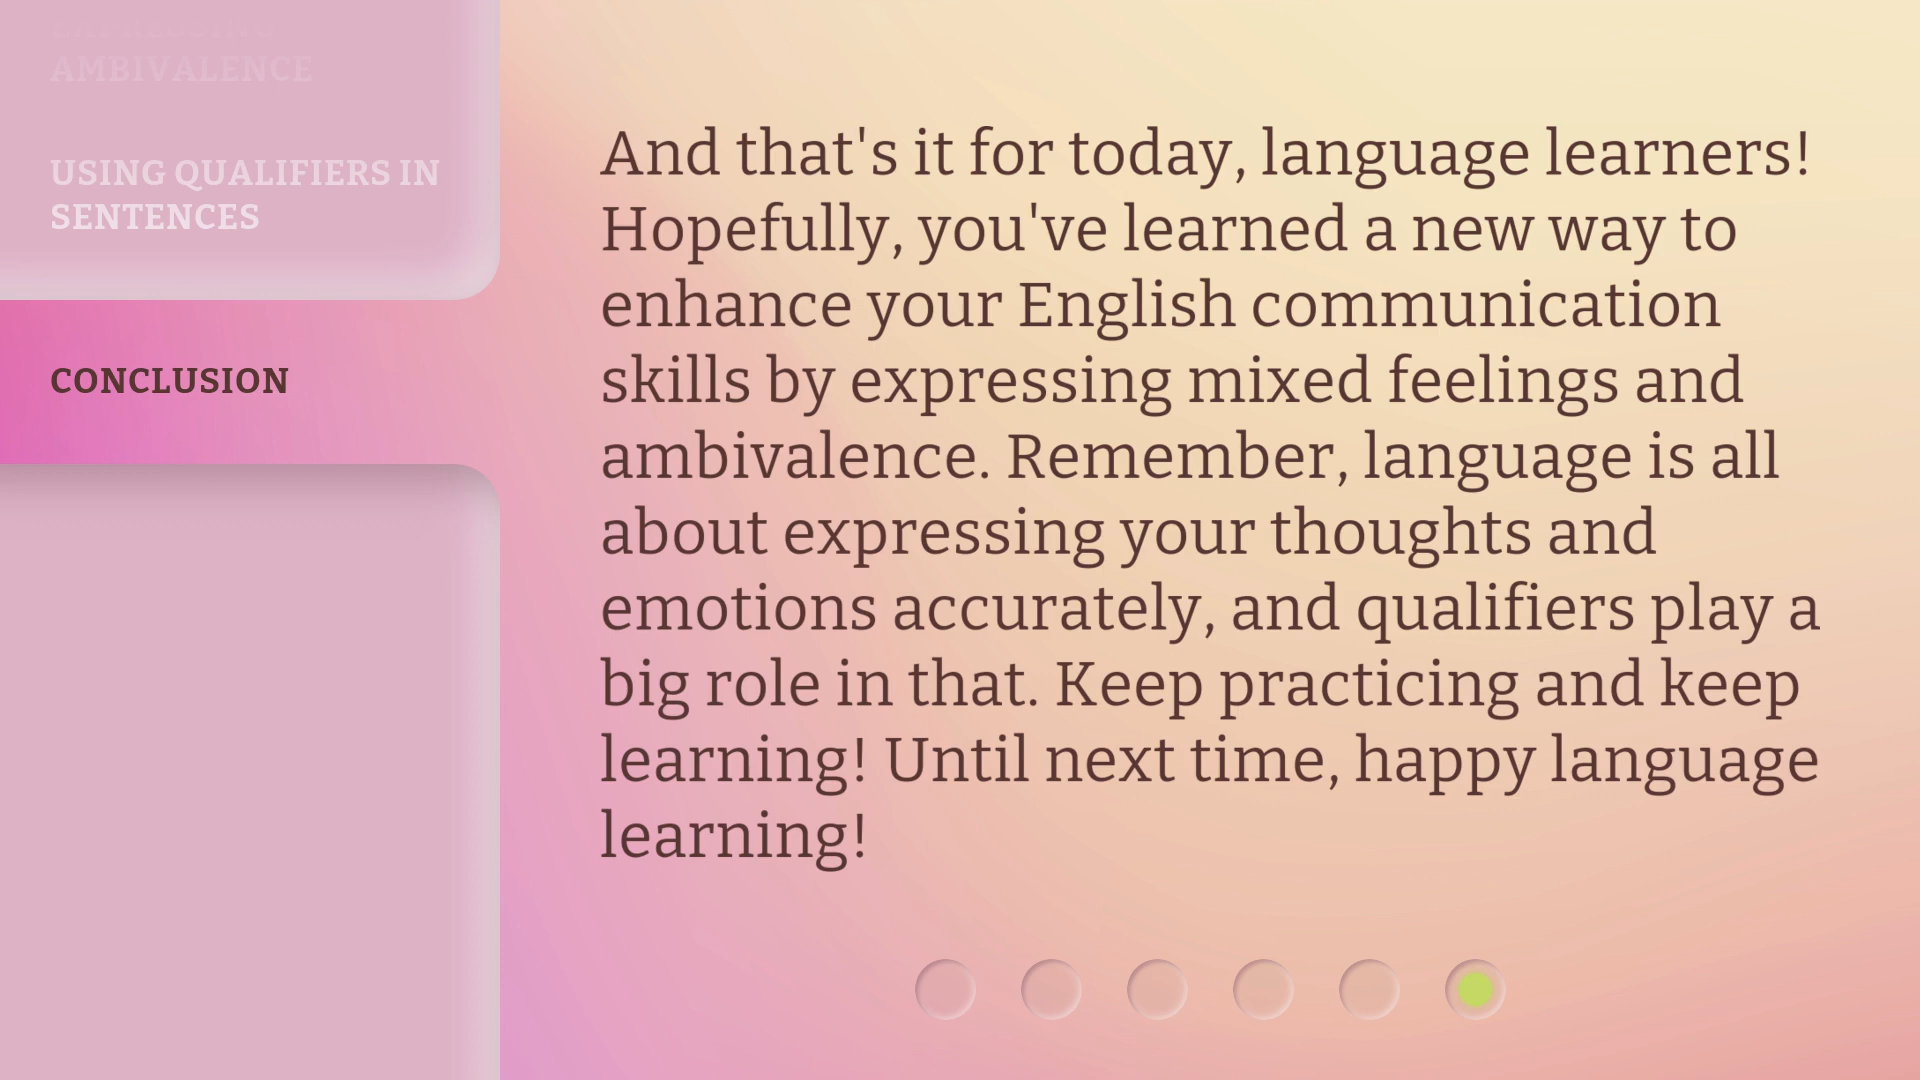 AMBIVALENCE
USING QUALIFIERS IN
SENTENCES
CONCLUSION
And that's it for today, language learners!
Hopefully, you've learned a new way to
enhance your English communication
skills by expressing mixed feelings and
ambivalence. Remember, language is all
about expressing your thoughts and
emotions accurately, and qualifiers play a
big role in that. Keep practicing and keep
learning! Until next time, happy language
learning!